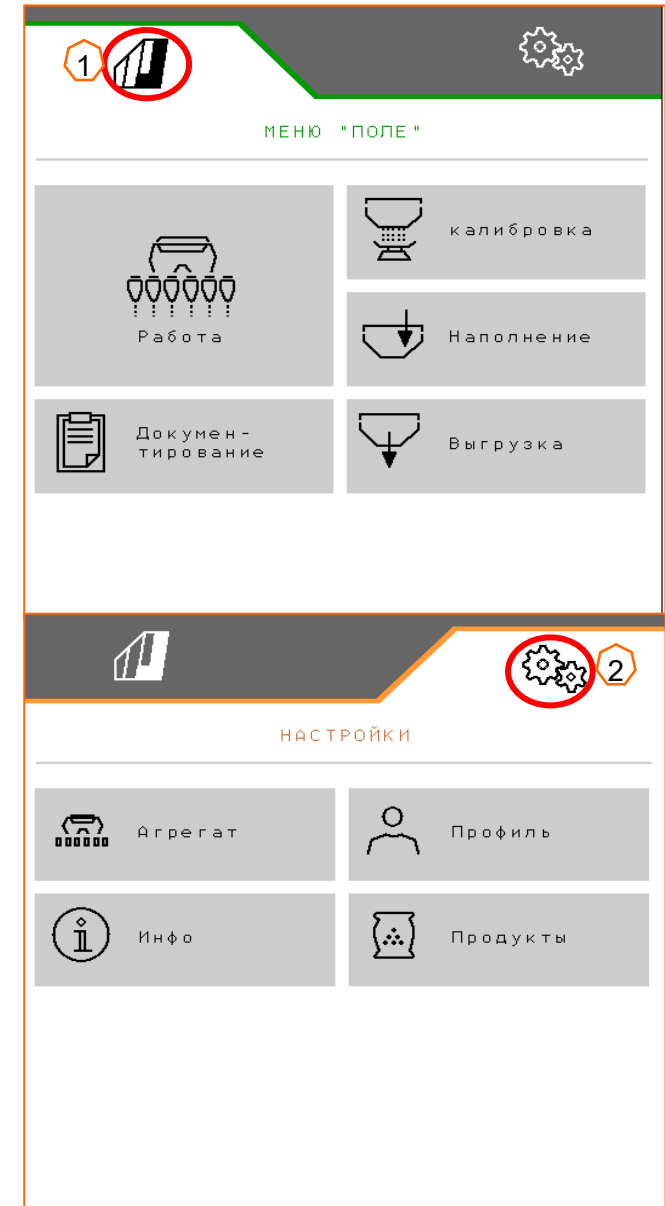 1
МЕНЮ "ПОЛЕ"
Работа
калибровка
Наполнение
Докумен-
тирование
Выгрузка
2
НАСТРОЙКИ
Агрегат
Профиль
Инфо
Продукты